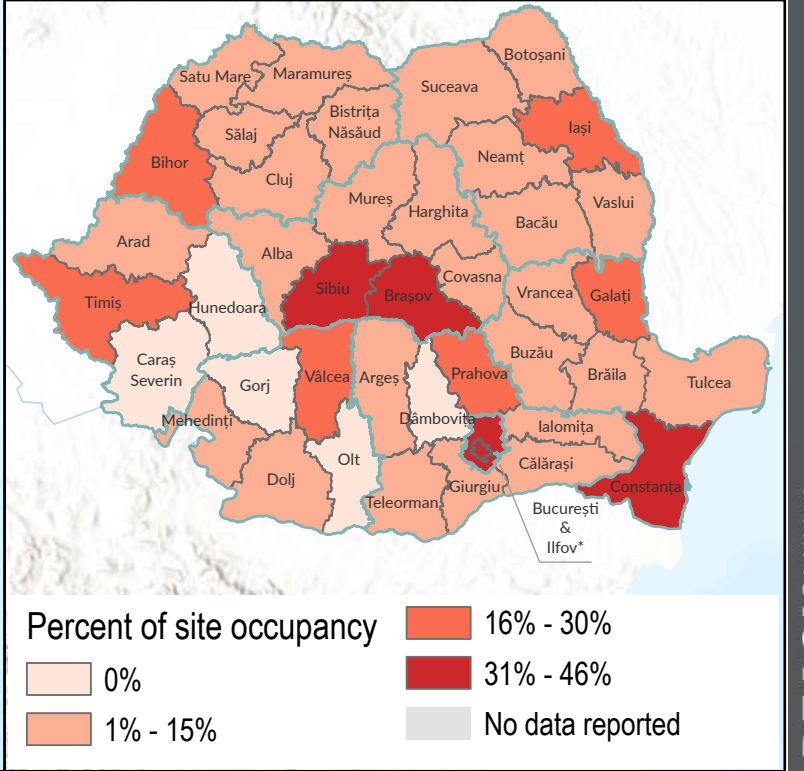 Botoșani
Satu Mare
Maramureș
Suceava
Bistrița
Năsăud
Iași
Sălaj
Neamț
Bihor
Cluj
Mureș
Vaslui
Harghita
Bacău
Arad
Alba
Covasna
Sibiu
Brașov
Vrancea
Galați
Timiș
Hunedoara
Buzău
Caraș
Severin
Vâlcea
Argeș
Prahova
Brăila
Tulcea
Gorj
Mehedinți
Dâmbovița
Ialomița
Olt
Călărași
Dolj
Giurgiu
Constanța
Teleorman
București
&
Ilfov*
Percent of site occupancy
0%
1% - 15%
16% - 30%
31% - 46%
No data reported